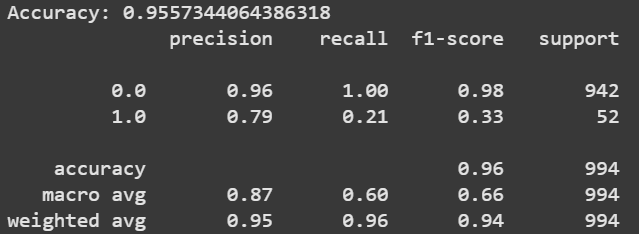 Accuracy: 0.9557344064386318
precision recall f1-score support
0.0 0.96 1.00 0.98 942
1.0 0.79 0.21 0.33 52
accuracy 0.96 994
macro avg 0.87 0.60 0.66 994
weighted avg 0.95 0.96 0.94 994